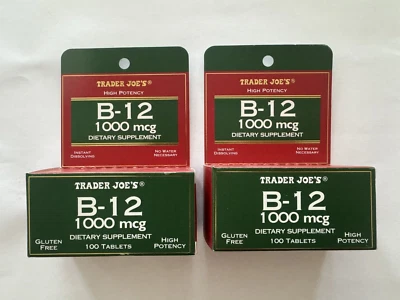 TRADER JOE'S®
HIGH POTENCY
B-12
1000 mcg
DIETARY SUPPLEMENT
INSTANT DISSOLVING
NO WATER NECESSARY
TRADER JOE'S®
B-12
1000 mcg
DIETARY SUPPLEMENT
100 TABLETS
GLUTEN FREE
HIGH POTENCY
TRADER JOE'S®
HIGH POTENCY
B-12
1000 mcg
DIETARY SUPPLEMENT
INSTANT DISSOLVING
NO WATER NECESSARY
TRADER JOE'S®
B-12
1000 mcg
DIETARY SUPPLEMENT
100 TABLETS
GLUTEN FREE
HIGH POTENCY